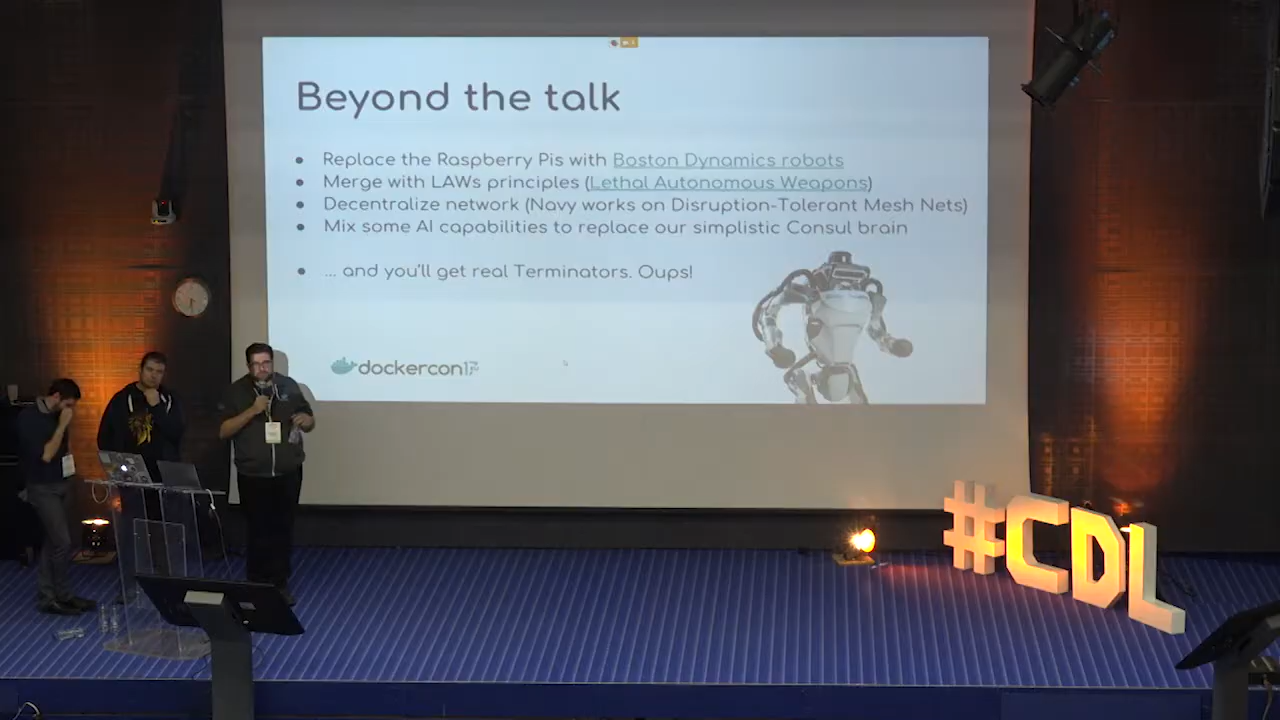 Beyond the talk
● Replace the Raspberry Pis with Boston Dynamics robots
● Merge with LAWs principles (Lethal Autonomous Weapons)
● Decentralize network (Navy works on Disruption-Tolerant Mesh Nets)
● Mix some AI capabilities to replace our simplistic Consul brain
● ... and you'll get real Terminators. Oups!
dockercon17
#CDL